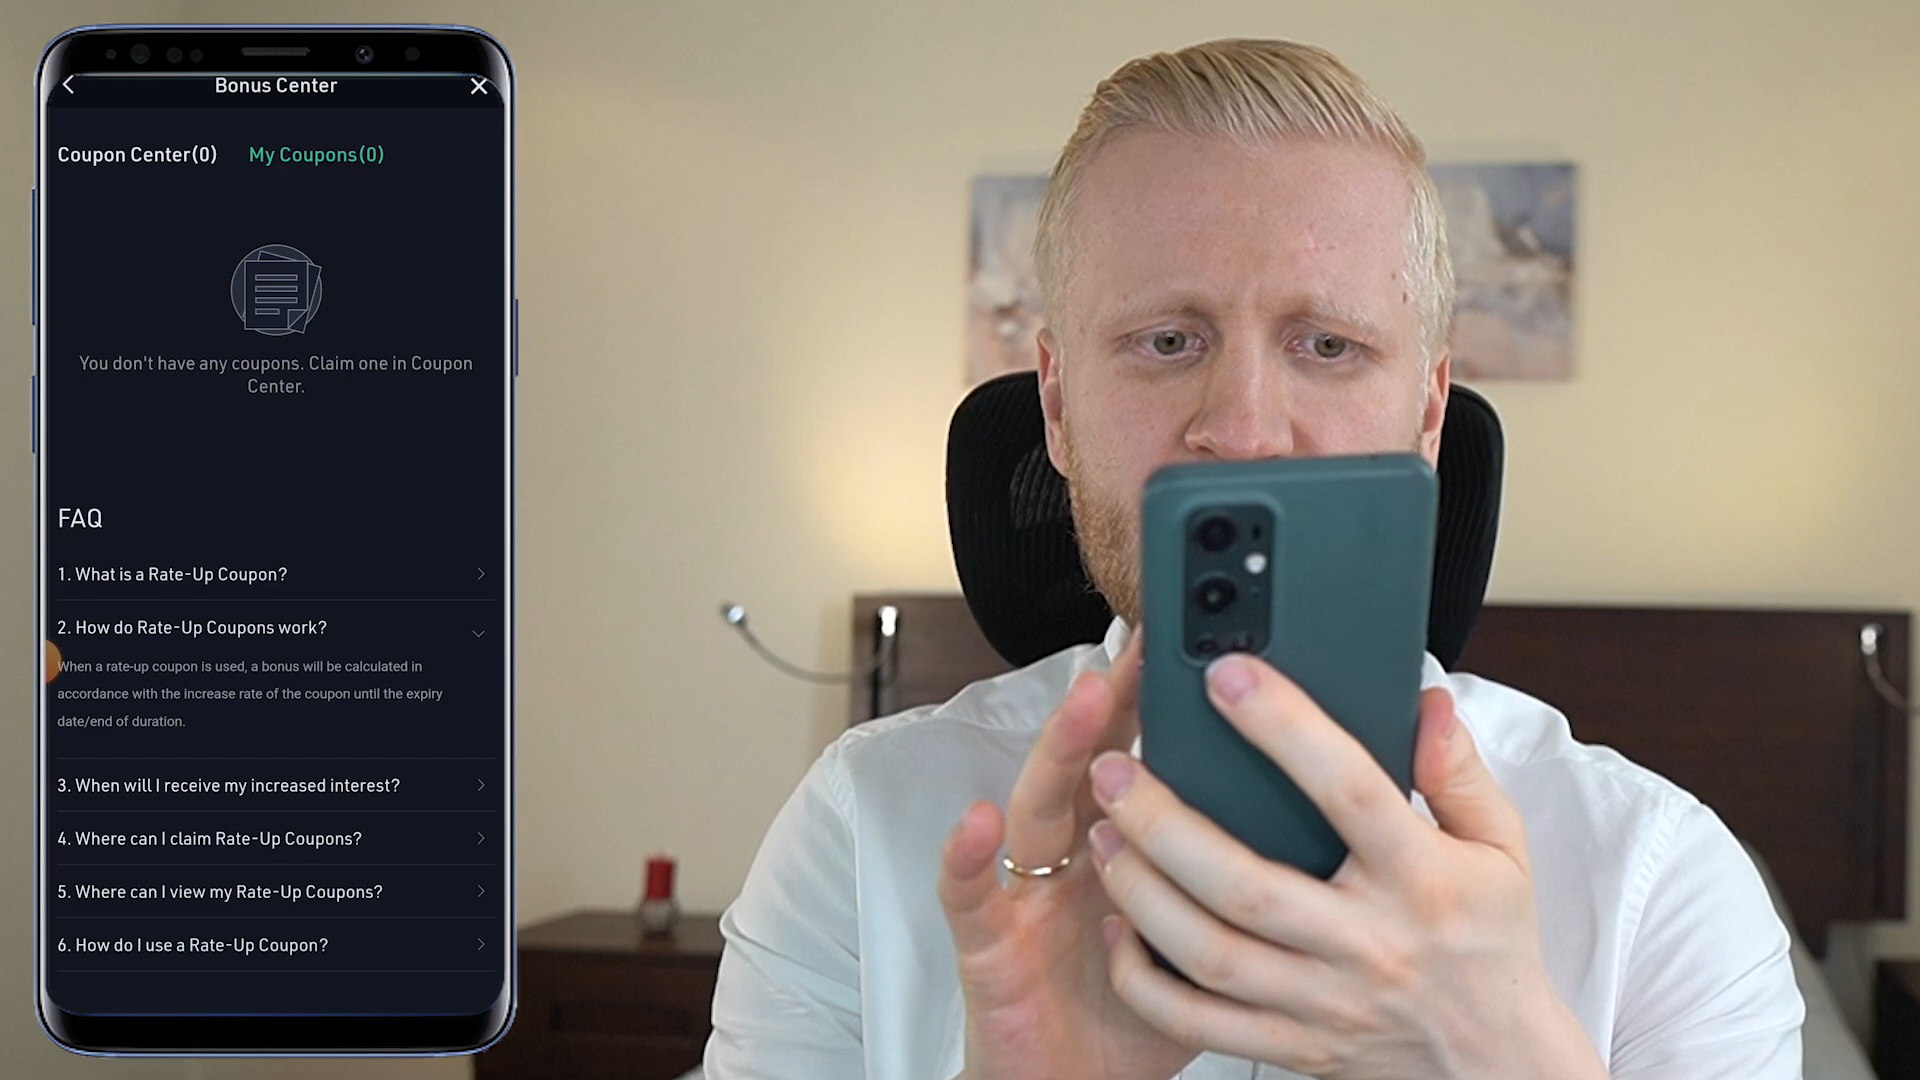 Bonus Center
Coupon Center(0) My Coupons(0)
You don't have any coupons. Claim one in Coupon
Center.
FAQ
1. What is a Rate-Up Coupon?
2. How do Rate-Up Coupons work?
When a rate-up coupon is used, a bonus will be calculated in
accordance with the increase rate of the coupon until the expiry
date/end of duration.
3. When will I receive my increased interest?
4. Where can I claim Rate-Up Coupons?
5. Where can I view my Rate-Up Coupons?
6. How do I use a Rate-Up Coupon?